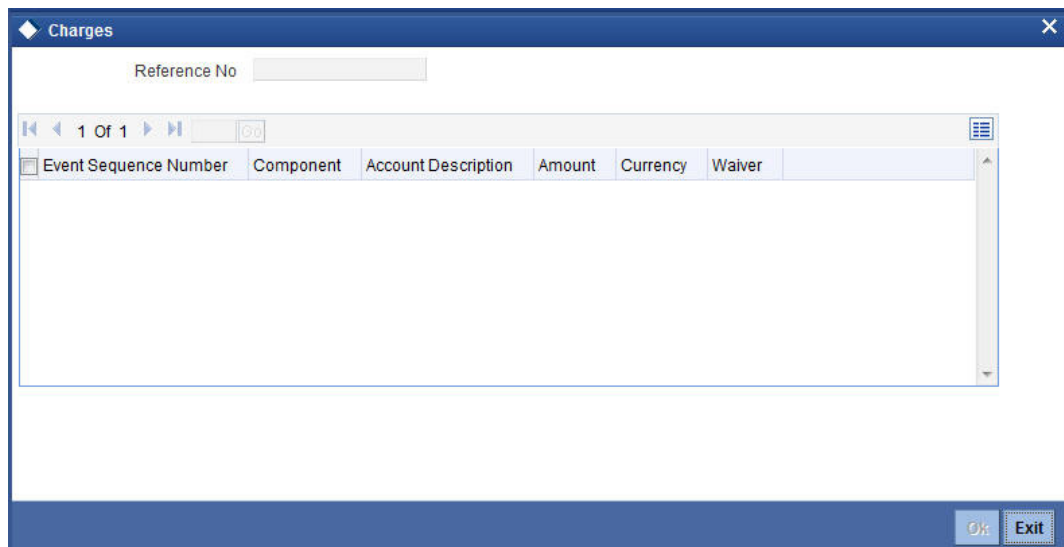 Charges
Reference No
1 Of 1 Go
Event Sequence Number Component Account Description Amount Currency Waiver
Ok Exit